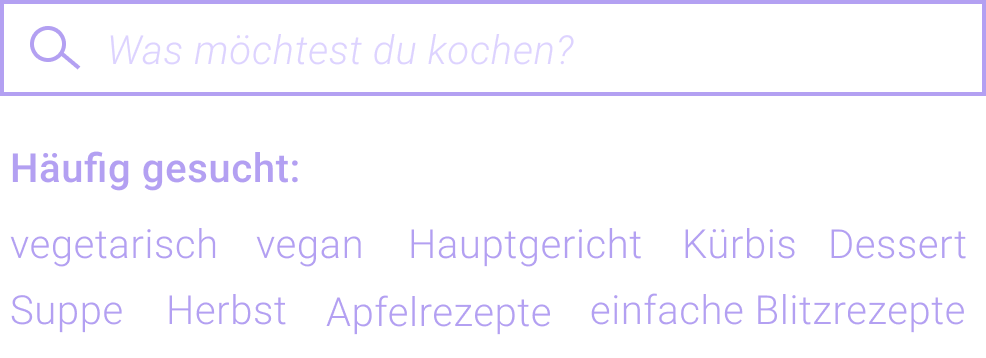 Was möchtest du kochen?
Häufig gesucht:
vegetarisch vegan Hauptgericht Kürbis Dessert
Suppe Herbst Apfelrezepte einfache Blitzrezepte